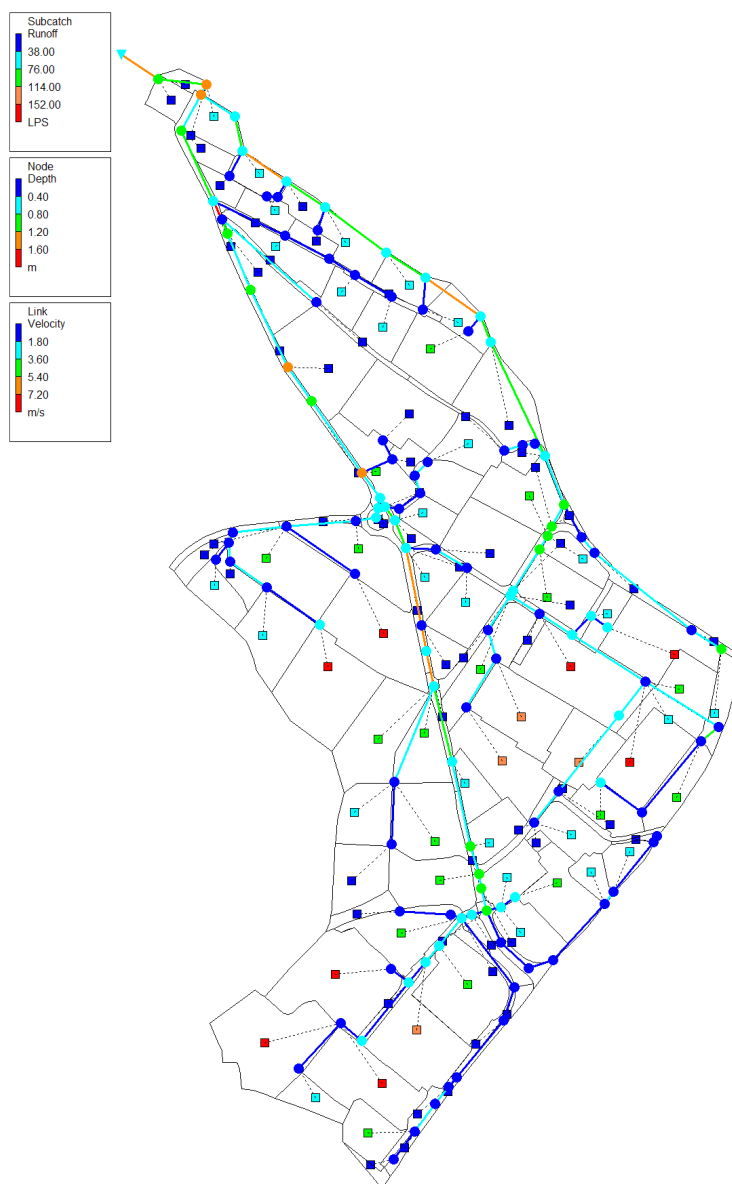 Subcatch
Runoff
38.00
76.00
114.00
152.00
LPS
Node
Depth
0.40
0.80
1.20
1.60
m
Link
Velocity
1.80
3.60
5.40
7.20
m/s